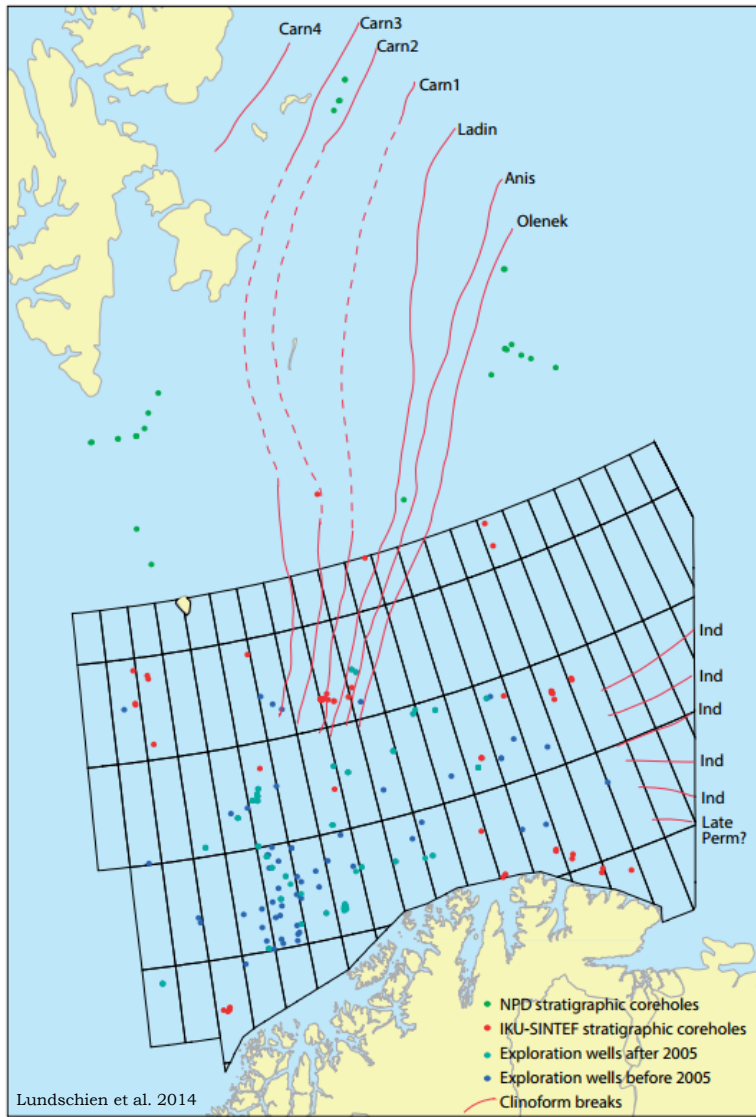 Carn4
Carn3
Carn2
Carn1
Ladin
Anis
Olenek
Ind
Ind
Ind
Ind
Ind
Late
Perm?
NPD stratigraphic coreholes
IKU-SINTEF stratigraphic coreholes
Exploration wells after 2005
Exploration wells before 2005
Clinoform breaks
Lundschien et al. 2014